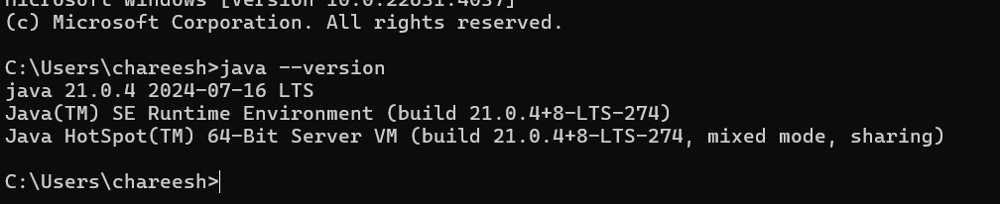 Microsoft Windows [Version 10.0.22631.4037]
(c) Microsoft Corporation. All rights reserved.
C:\Users\chareesh>java --version
java 21.0.4 2024-07-16 LTS
Java(TM) SE Runtime Environment (build 21.0.4+8-LTS-274)
Java HotSpot(TM) 64-Bit Server VM (build 21.0.4+8-LTS-274, mixed mode, sharing)
C:\Users\chareesh>